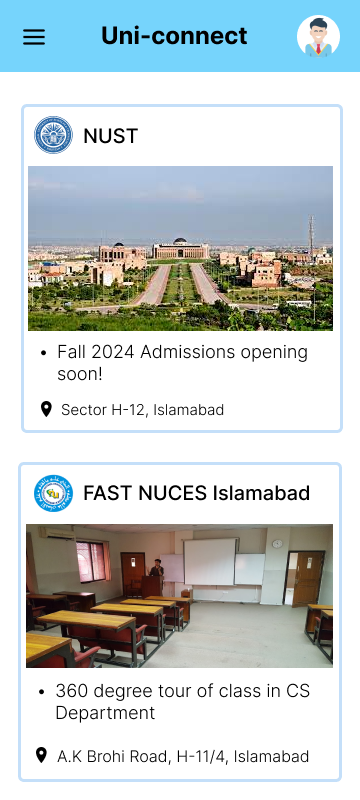 Uni-connect
NUST
• Fall 2024 Admissions opening
soon!
Sector H-12, Islamabad
FAST NUCES Islamabad
• 360 degree tour of class in CS
Department
A.K Brohi Road, H-11/4, Islamabad